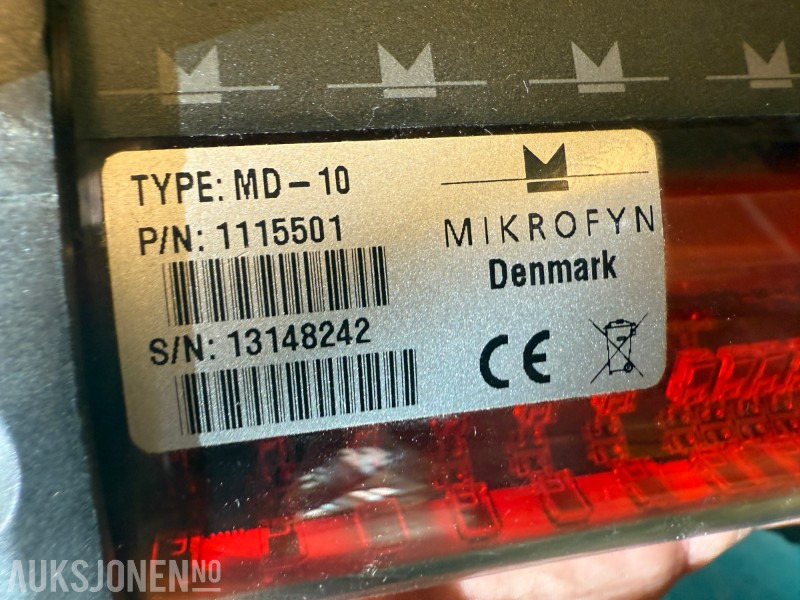 TYPE: MD-10
P/N: 1115501
S/N: 13148242
MIKROFYN
Denmark
CE
AUKSJONEN.NO